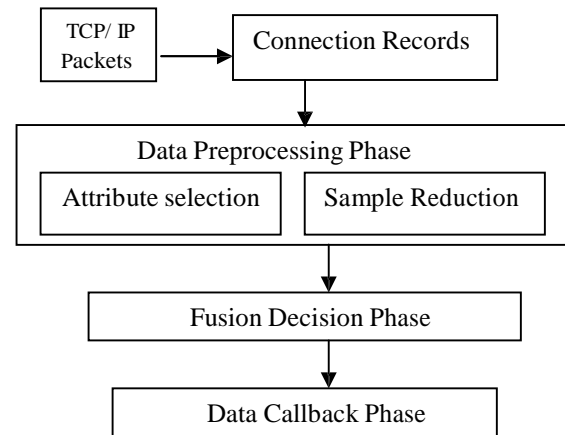 TCP/ IP
Packets
Connection Records
Data Preprocessing Phase
Attribute selection
Sample Reduction
Fusion Decision Phase
Data Callback Phase